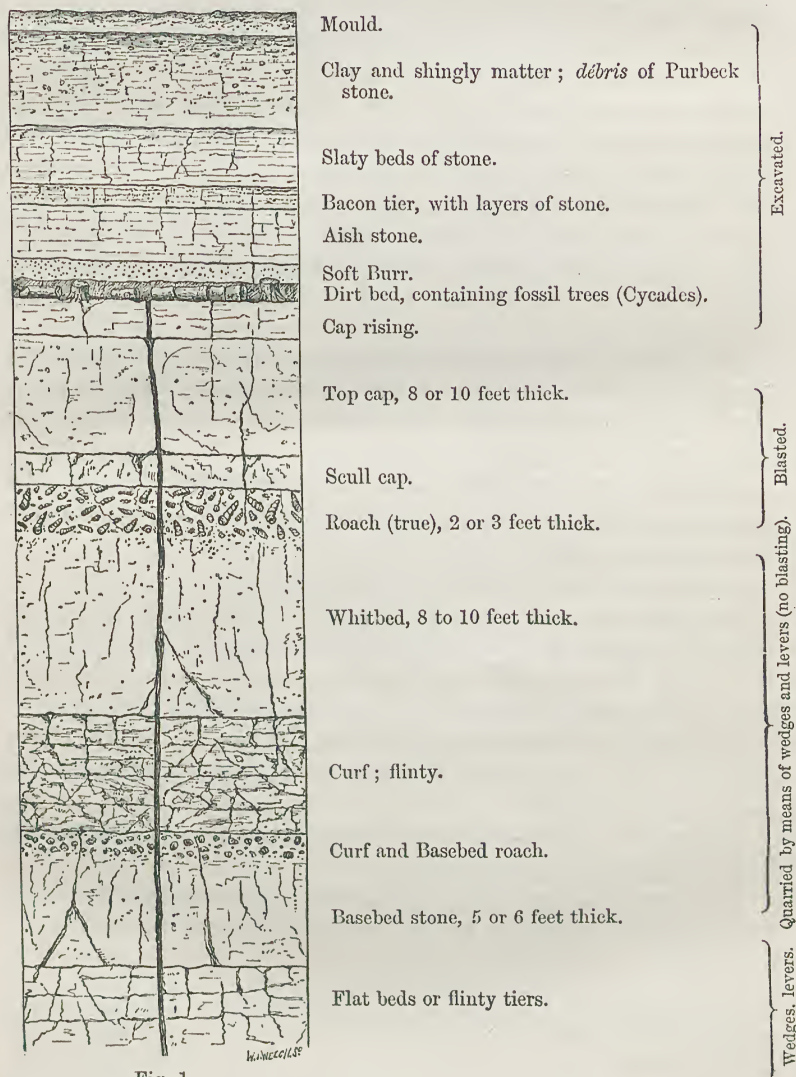 Mould.
Clay and shingly matter ; débris of Purbeck
stone.
Slaty beds of stone.
Bacon tier, with layers of stone.
Aish stone.
Soft Burr.
Dirt bed, containing fossil trees (Cycades).
Cap rising.
Excavated.
Top cap, 8 or 10 feet thick.
Scull cap.
Roach (true), 2 or 3 feet thick.
Blasted.
Whitbed, 8 to 10 feet thick.
Curf ; flinty.
Curf and Basebed roach.
Basebed stone, 5 or 6 feet thick.
Quarried by means of wedges and levers (no blasting).
Flat beds or flinty tiers.
Wedges. levers.
Fig. 1